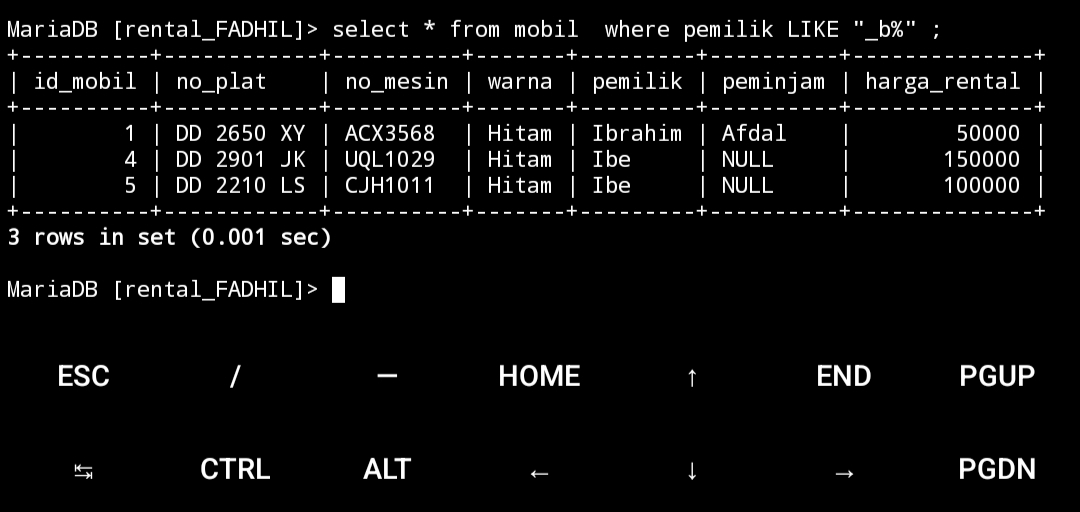 MariaDB [rental_FADHIL]> select * from mobil  where pemilik LIKE "_b%" ;
+----------+------------+----------+-------+---------+----------+--------------+
| id_mobil | no_plat    | no_mesin | warna | pemilik | peminjam | harga_rental |
+----------+------------+----------+-------+---------+----------+--------------+
|        1 | DD 2650 XY | ACX3568  | Hitam | Ibrahim | Afdal    |        50000 |
|        4 | DD 2901 JK | UQL1029  | Hitam | Ibe     | NULL     |       150000 |
|        5 | DD 2210 LS | CJH1011  | Hitam | Ibe     | NULL     |       100000 |
+----------+------------+----------+-------+---------+----------+--------------+
3 rows in set (0.001 sec)
MariaDB [rental_FADHIL]>
ESC / — HOME ↑ END PGUP
↹ CTRL ALT ← ↓ → PGDN